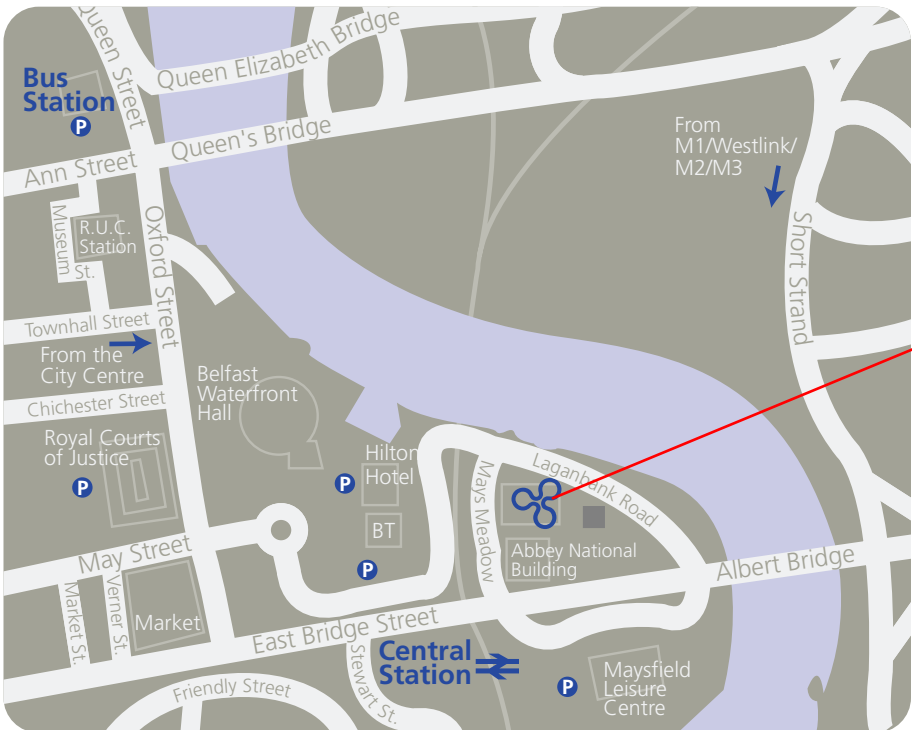 Queen Street
Queen Elizabeth Bridge
Bus
Station
P
Queen's Bridge
Ann Street
From
M1/Westlink/
M2/M3
Museum
St.
R.U.C.
Station
Oxford Street
Short Strand
Townhall Street
From the
City Centre
Chichester Street
Belfast
Waterfront
Hall
Royal Courts
of Justice
P
Hilton
Hotel
P
BT
P
Mays Meadow
Laganbank Road
Abbey National
Building
May Street
Albert Bridge
Market St.
Verner St.
Market
East Bridge Street
Stewart St.
Central
Station
P
Maysfield
Leisure
Centre
Friendly Street